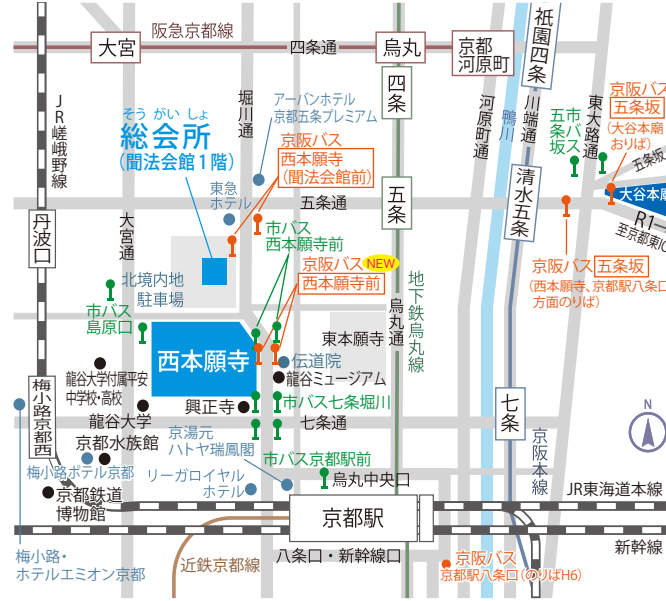 阪急京都線
大宮
四条通
烏丸
京都
河原町
祇園四条
JR嵯峨野線
そうがいしょ
総会所
(聞法会館1階)
堀川通
アーバンホテル
京都五条プレミアム
京阪バス
西本願寺
(聞法会館前)
四条
河原町通
鴨川
川端通
市バス
五条坂
東大路通
京阪バス
五条坂
(大谷本廟
おりば)
五条坂
大谷本廟
R1
至京都東
丹波口
大宮通
東急
ホテル
五条通
五条
清水五条
市バス
西本願寺前
京阪バス
NEW
西本願寺前
京阪バス 五条坂
(西本願寺、京都駅八条口
方面のりば)
北境内地
駐車場
市バス
島原口
地下鉄烏丸線
烏丸通
東本願寺
西本願寺
伝道院
龍谷ミュージアム
龍谷大学付属平安
中学校・高校
梅小路京都西
龍谷大学
興正寺
市バス七条堀川
七条通
七条
京阪本線
N
京都水族館
梅小路ポテル京都
京湯元
ハトヤ瑞鳳閣
市バス京都駅前
烏丸中央口
リーガロイヤル
ホテル
京都鉄道
博物館
京都駅
JR東海道本線
新幹線
梅小路・
ホテルエミオン京都
近鉄京都線
八条口・新幹線口
京阪バス
京都駅八条口(のりばH6)